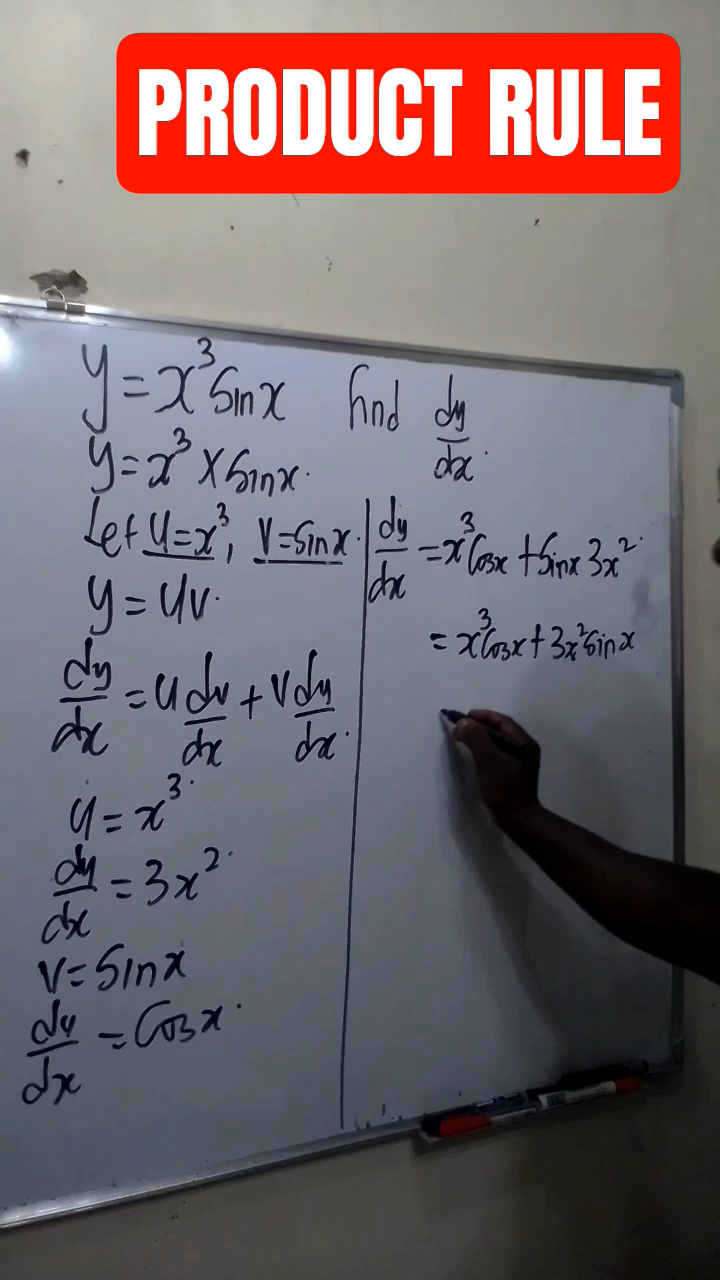 PRODUCT RULE
y = x³ Sin x find dy/dx.
y = x³ × Sin x.
Let u = x³, v = Sin x.
y = uv.
dy/dx = u dv/dx + v du/dx.
u = x³.
du/dx = 3x².
v = Sin x
dv/dx = Cos x.
dy/dx = x³ Cos x + Sin x 3x².
= x³ Cos x + 3x² Sin x